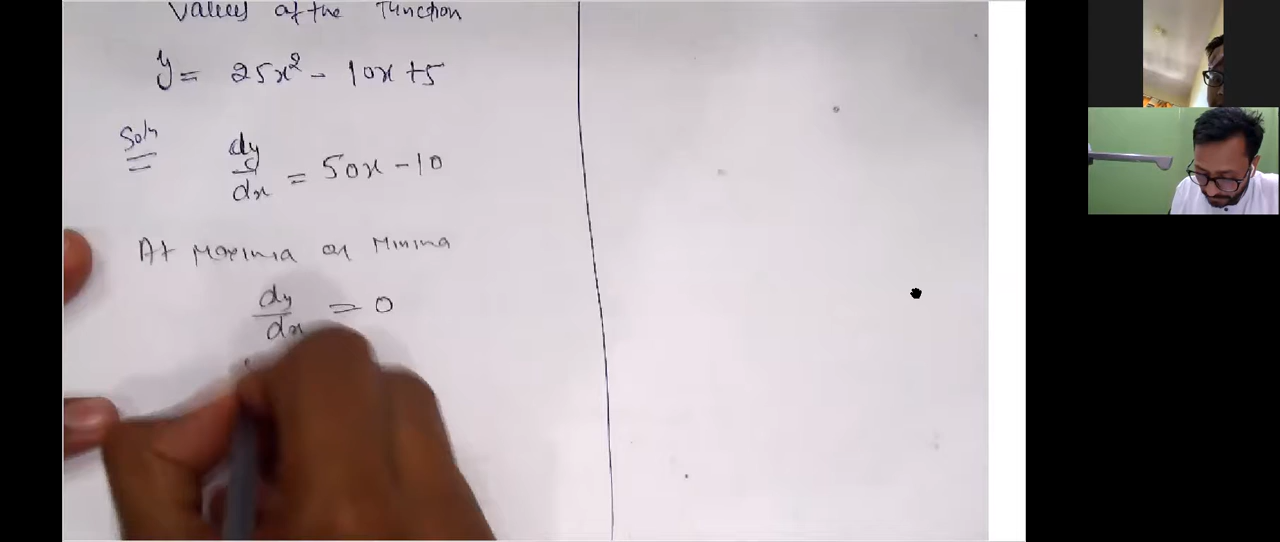 Values of the Function
y = 25x² - 10x + 5
Soln
dy/dx = 50x - 10
At Maxima or Minima
dy/dx = 0